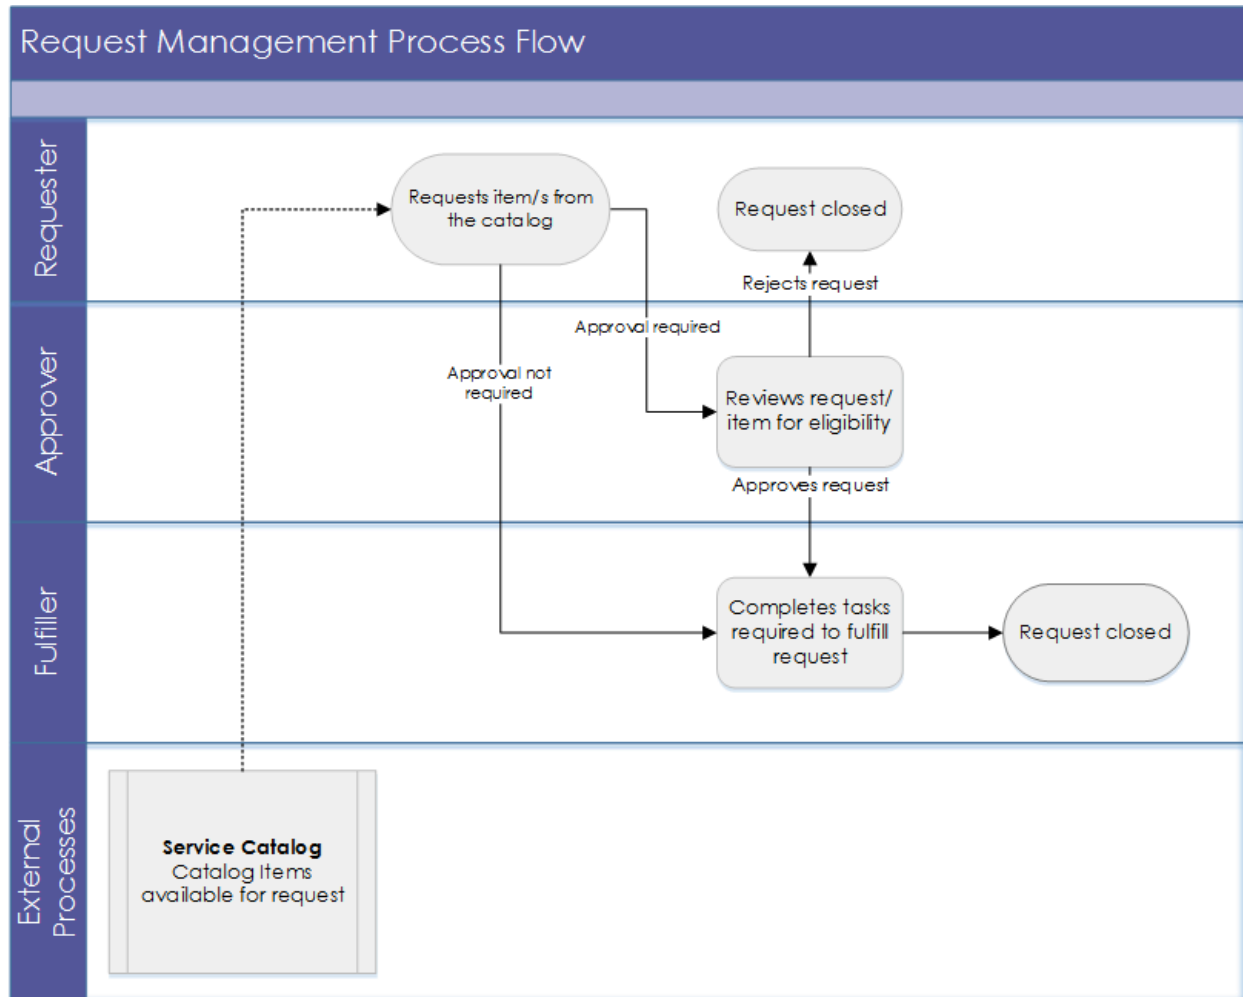 Request Management Process Flow
Requester
Requests item/s from
the catalog
Request closed
Rejects request
Approver
Approval required
Approval not
required
Reviews request/
item for eligibility
Approves request
Fulfiller
Completes tasks
required to fulfill
request
Request closed
External
Processes
Service Catalog
Catalog Items
available for request